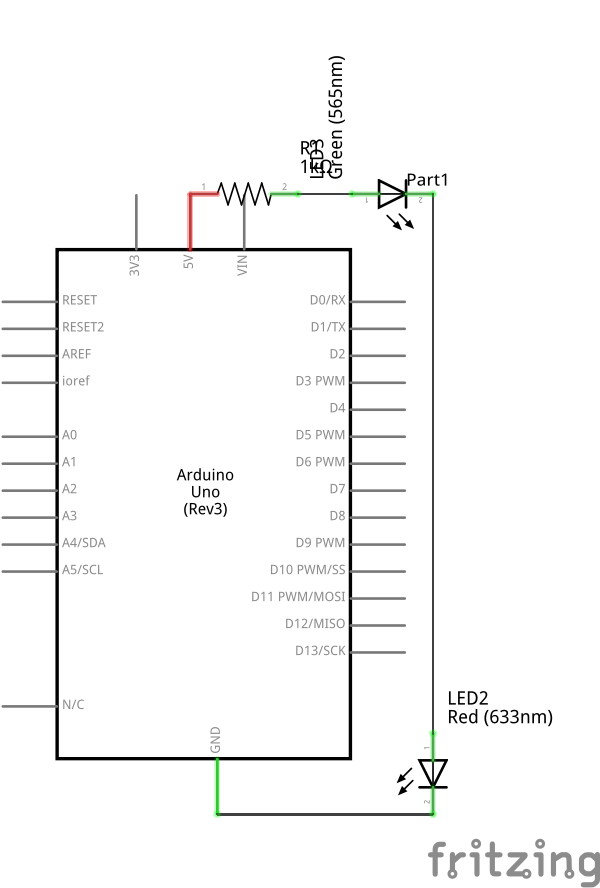 Green (565nm)
LED3
R1
1kΩ
Part1
1
2
1
2
3V3
5V
VIN
RESET
RESET2
AREF
ioref
A0
A1
A2
A3
A4/SDA
A5/SCL
N/C
D0/RX
D1/TX
D2
D3 PWM
D4
D5 PWM
D6 PWM
D7
D8
D9 PWM
D10 PWM/SS
D11 PWM/MOSI
D12/MISO
D13/SCK
Arduino
Uno
(Rev3)
GND
LED2
Red (633nm)
1
2
fritzing